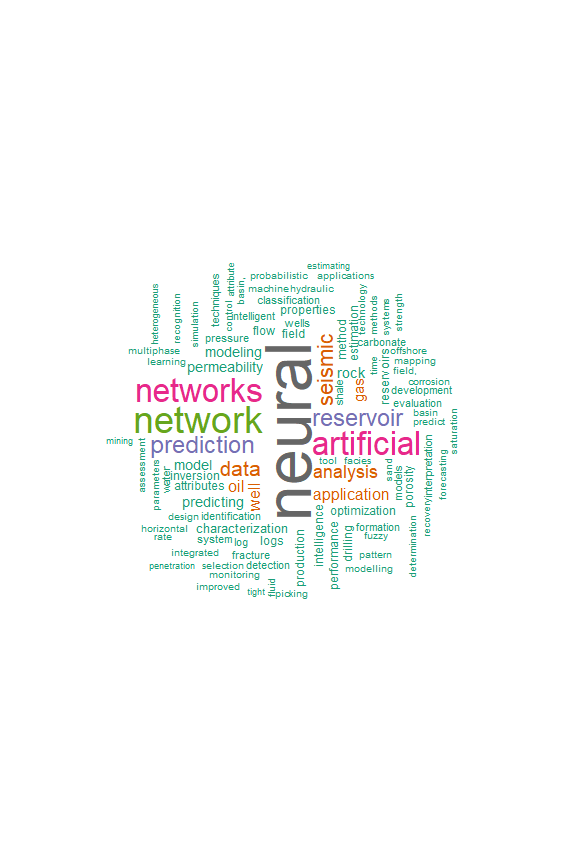 estimating
probabilistic applications
machine hydraulic
classification
attribute
basin,
control
techniques
heterogeneous
recognition
simulation
intelligent
properties
wells
flow field
pressure
multiphase
learning
modeling
permeability
method
estimation
technology
methods
systems
strength
carbonate
offshore
reservoirs
time
mapping
field,
corrosion
development
evaluation
basin
predict
seismic
rock
shale
gas
networks
network
neural
reservoir
artificial
prediction
mining
assessment
parameters
water
model
inversion
attributes
data
oil
well
predicting
tool facies
analysis
application
sand
models
porosity
interpretation
recovery
forecasting
saturation
determination
optimization
design identification
horizontal
rate
characterization
system log logs
integrated
fracture
penetration selection detection
monitoring
improved
tight
fluid
picking
production
intelligence
performance
drilling
formation
fuzzy
pattern
modelling